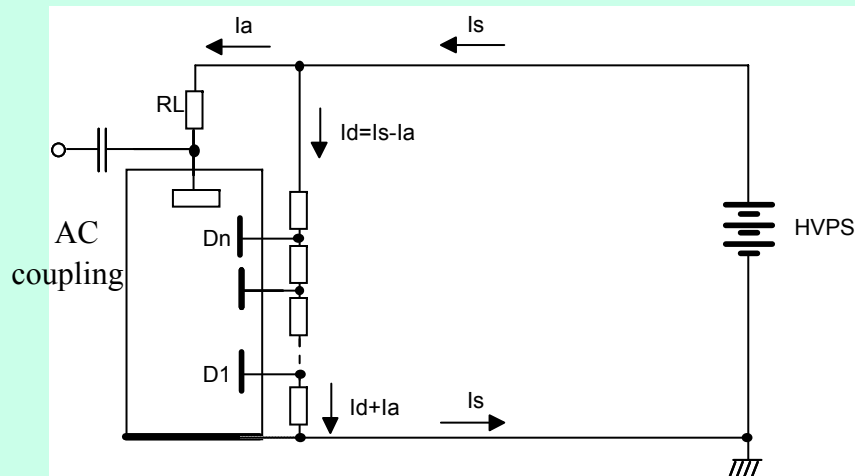 Ia
Is
RL
Id=Is-Ia
AC
coupling
Dn
HVPS
D1
Id+Ia
Is